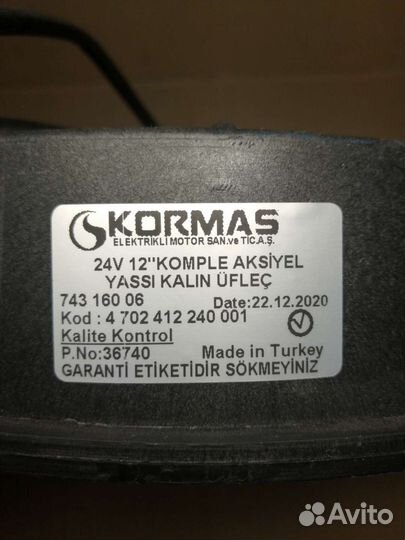 KORMAS
ELEKTRIKLI MOTOR SAN.ve TİC.A.Ş.
24V 12"KOMPLE AKSİYEL
YASSI KALIN ÜFLEÇ
743 160 06 Date:22.12.2020
Kod : 4 702 412 240 001
Kalite Kontrol
P.No:36740 Made in Turkey
GARANTİ ETİKETİDİR SÖKMEYİNİZ
Avito